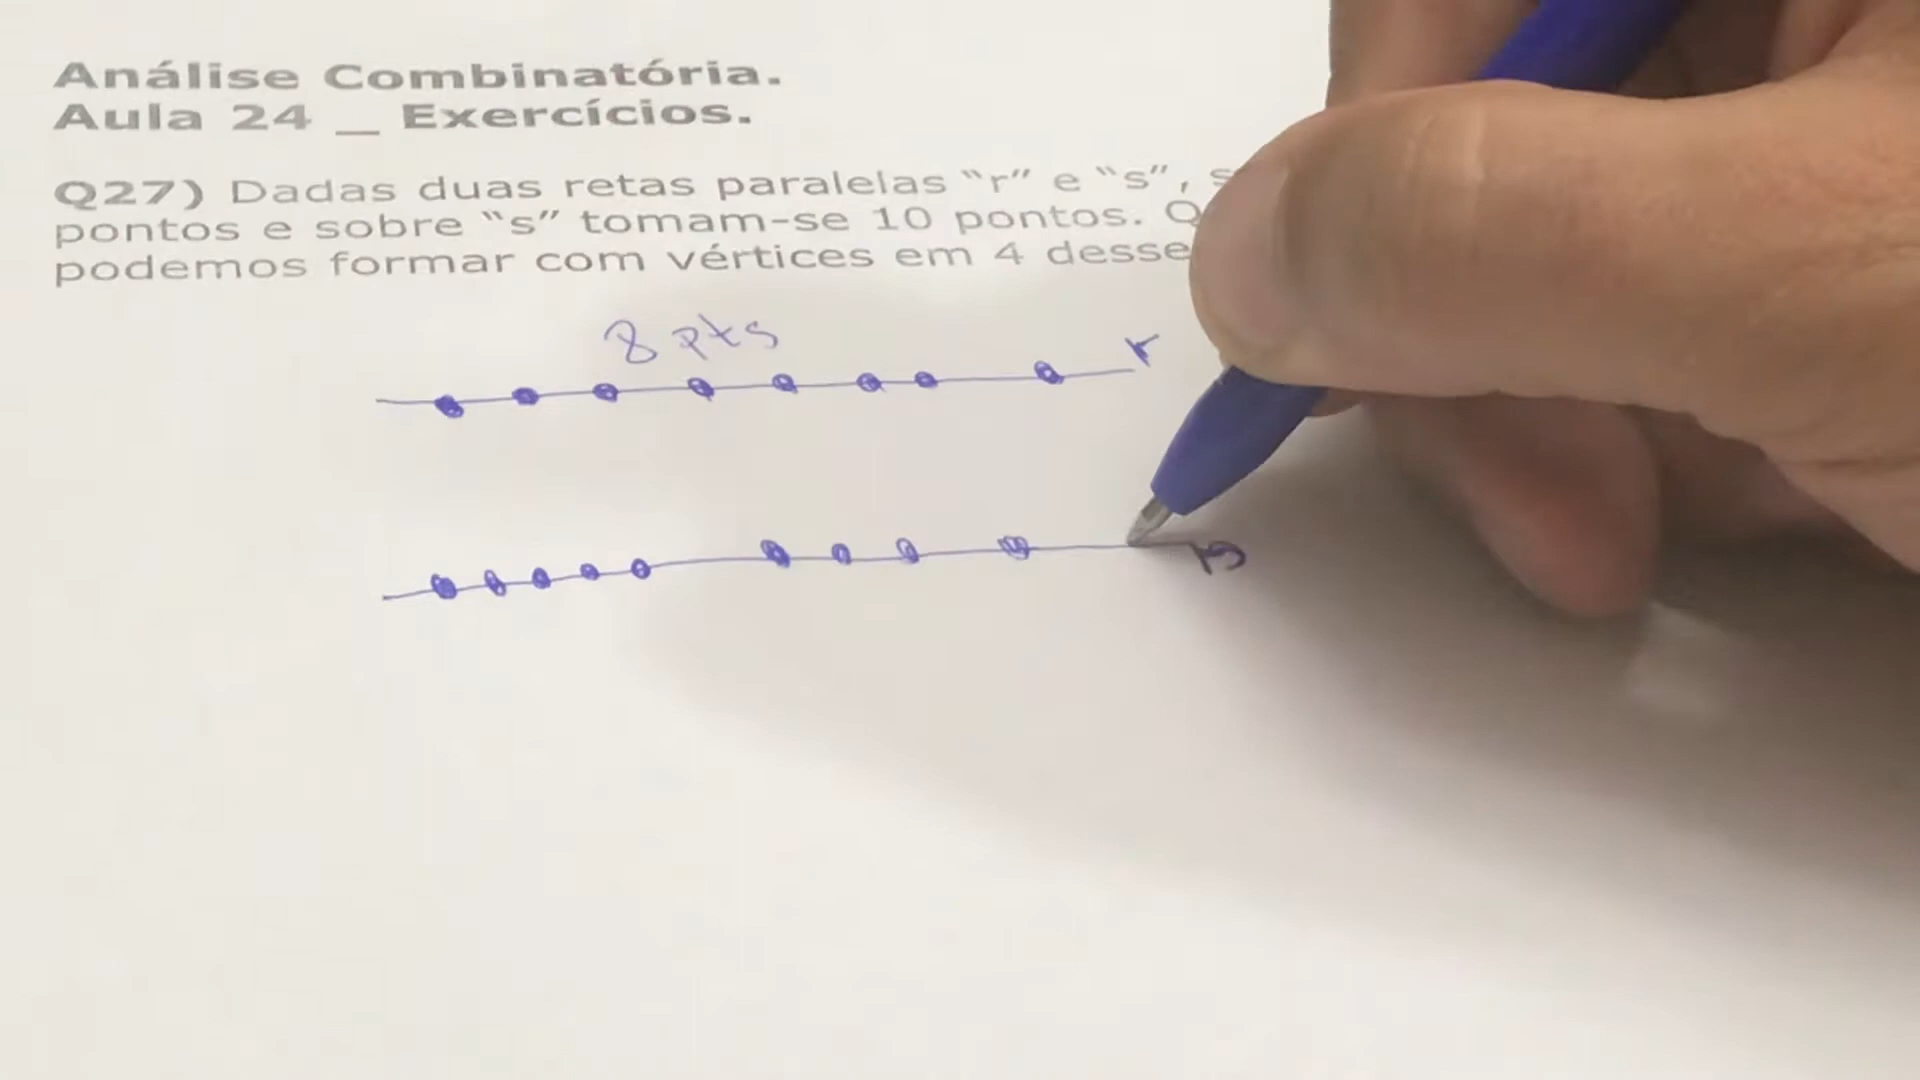 Análise Combinatória.
Aula 24 _ Exercícios.
Q27) Dadas duas retas paralelas "r" e "s",
pontos e sobre "s" tomam-se 10 pontos.
podemos formar com vértices em 4
8 pts
r
s